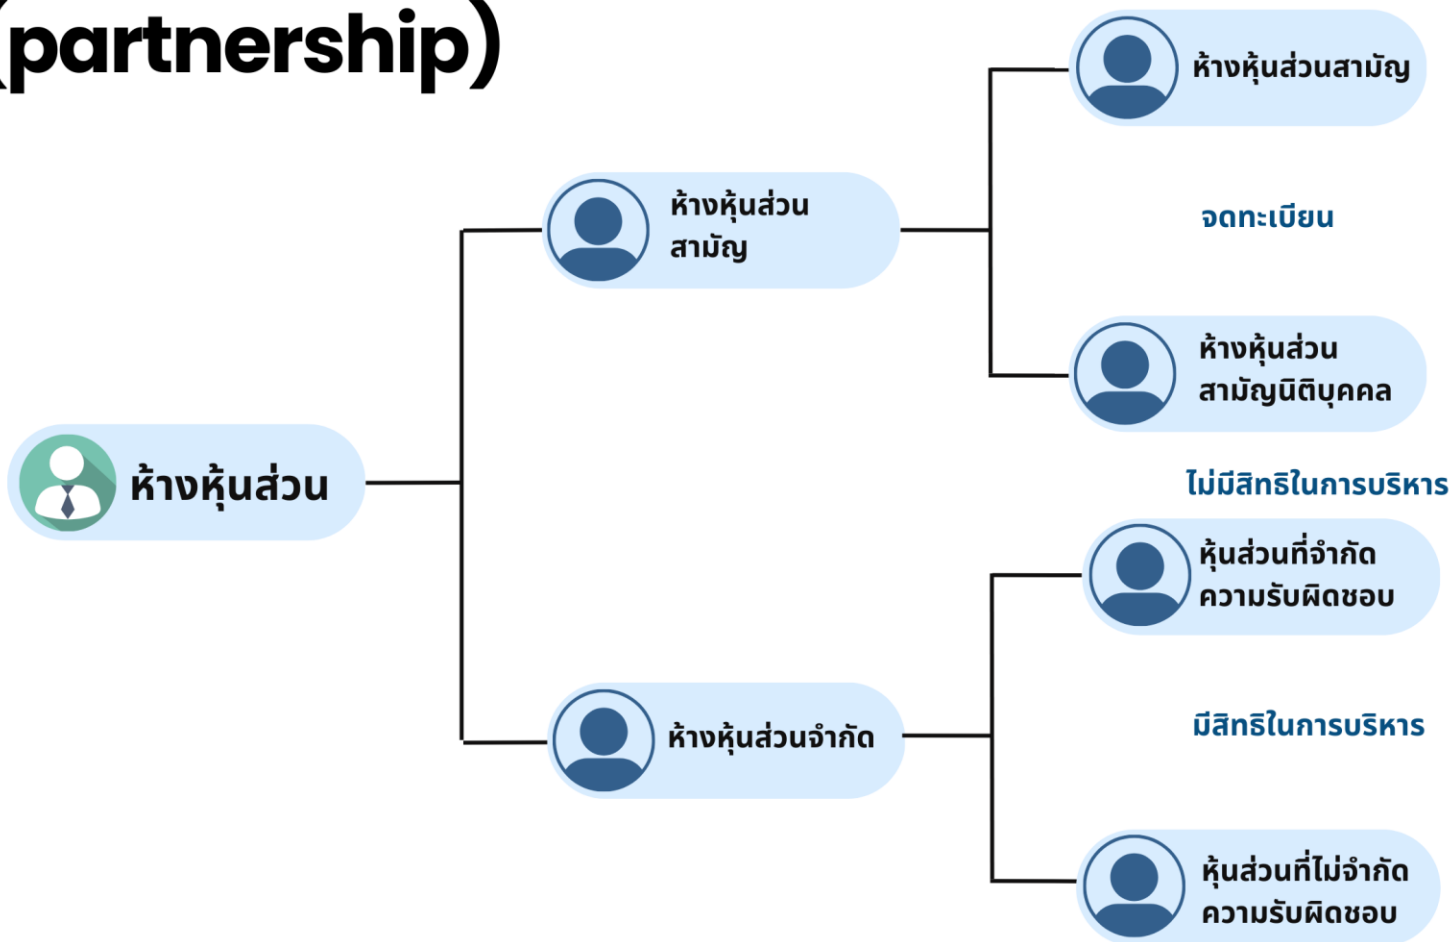 (partnership)
ห้างหุ้นส่วนสามัญ
ห้างหุ้นส่วน
สามัญ
จดทะเบียน
ห้างหุ้นส่วน
สามัญนิติบุคคล
ห้างหุ้นส่วน
ไม่มีสิทธิในการบริหาร
หุ้นส่วนที่จำกัด
ความรับผิดชอบ
ห้างหุ้นส่วนจำกัด
มีสิทธิในการบริหาร
หุ้นส่วนที่ไม่จำกัด
ความรับผิดชอบ